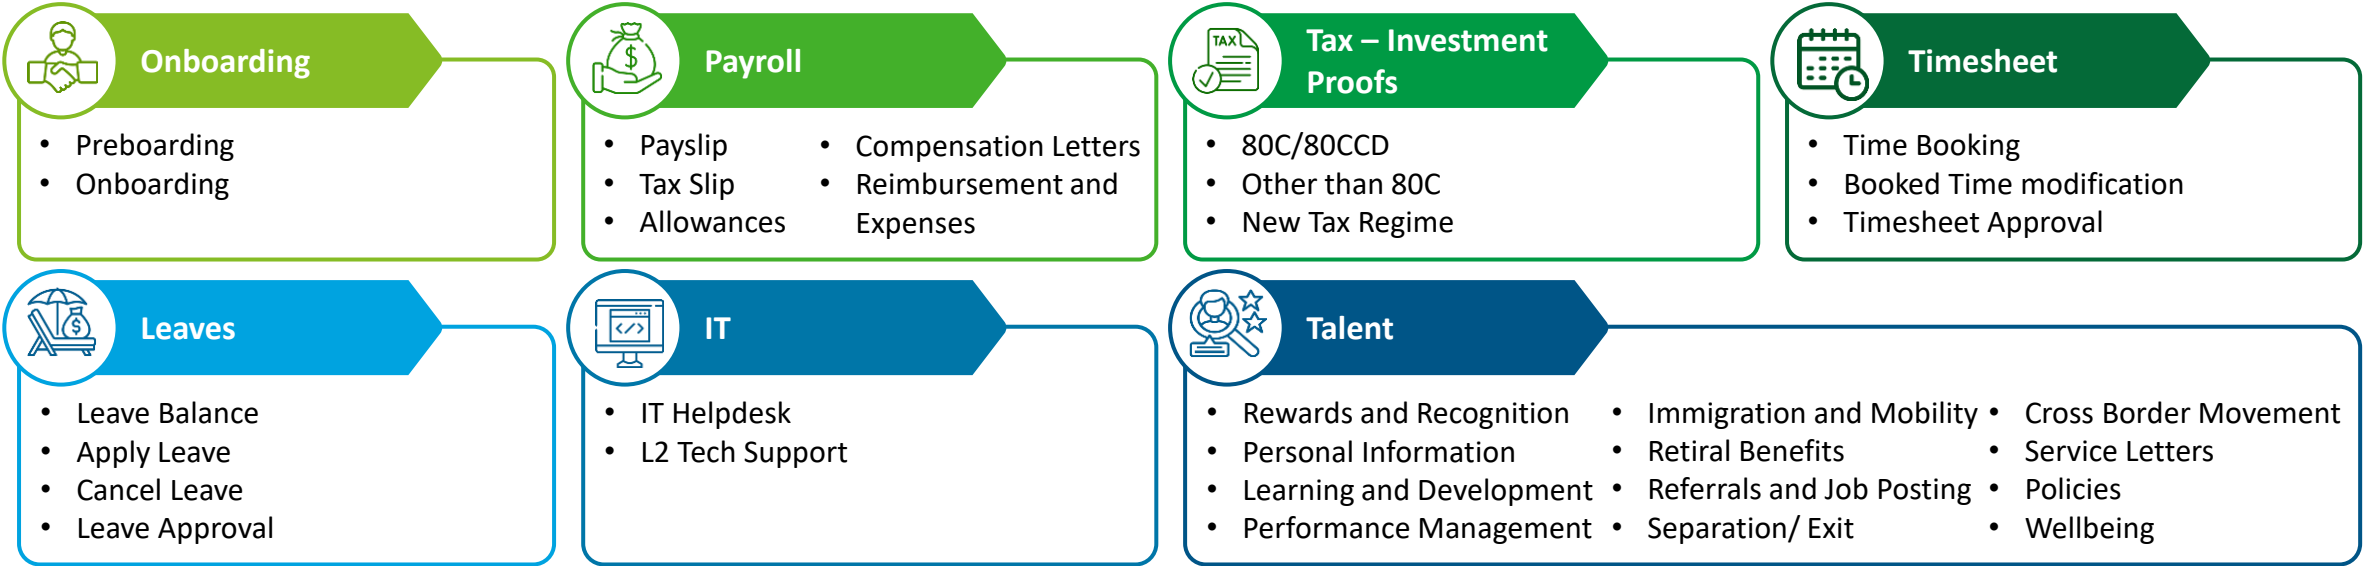 Onboarding
• Preboarding
• Onboarding
$
Payroll
• Payslip
• Tax Slip
• Allowances
• Compensation Letters
• Reimbursement and
Expenses
TAX
Tax – Investment
Proofs
• 80C/80CCD
• Other than 80C
• New Tax Regime
Timesheet
• Time Booking
• Booked Time modification
• Timesheet Approval
$
Leaves
• Leave Balance
• Apply Leave
• Cancel Leave
• Leave Approval
</>
IT
• IT Helpdesk
• L2 Tech Support
Talent
• Rewards and Recognition
• Personal Information
• Learning and Development
• Performance Management
• Immigration and Mobility
• Retiral Benefits
• Referrals and Job Posting
• Separation/ Exit
• Cross Border Movement
• Service Letters
• Policies
• Wellbeing